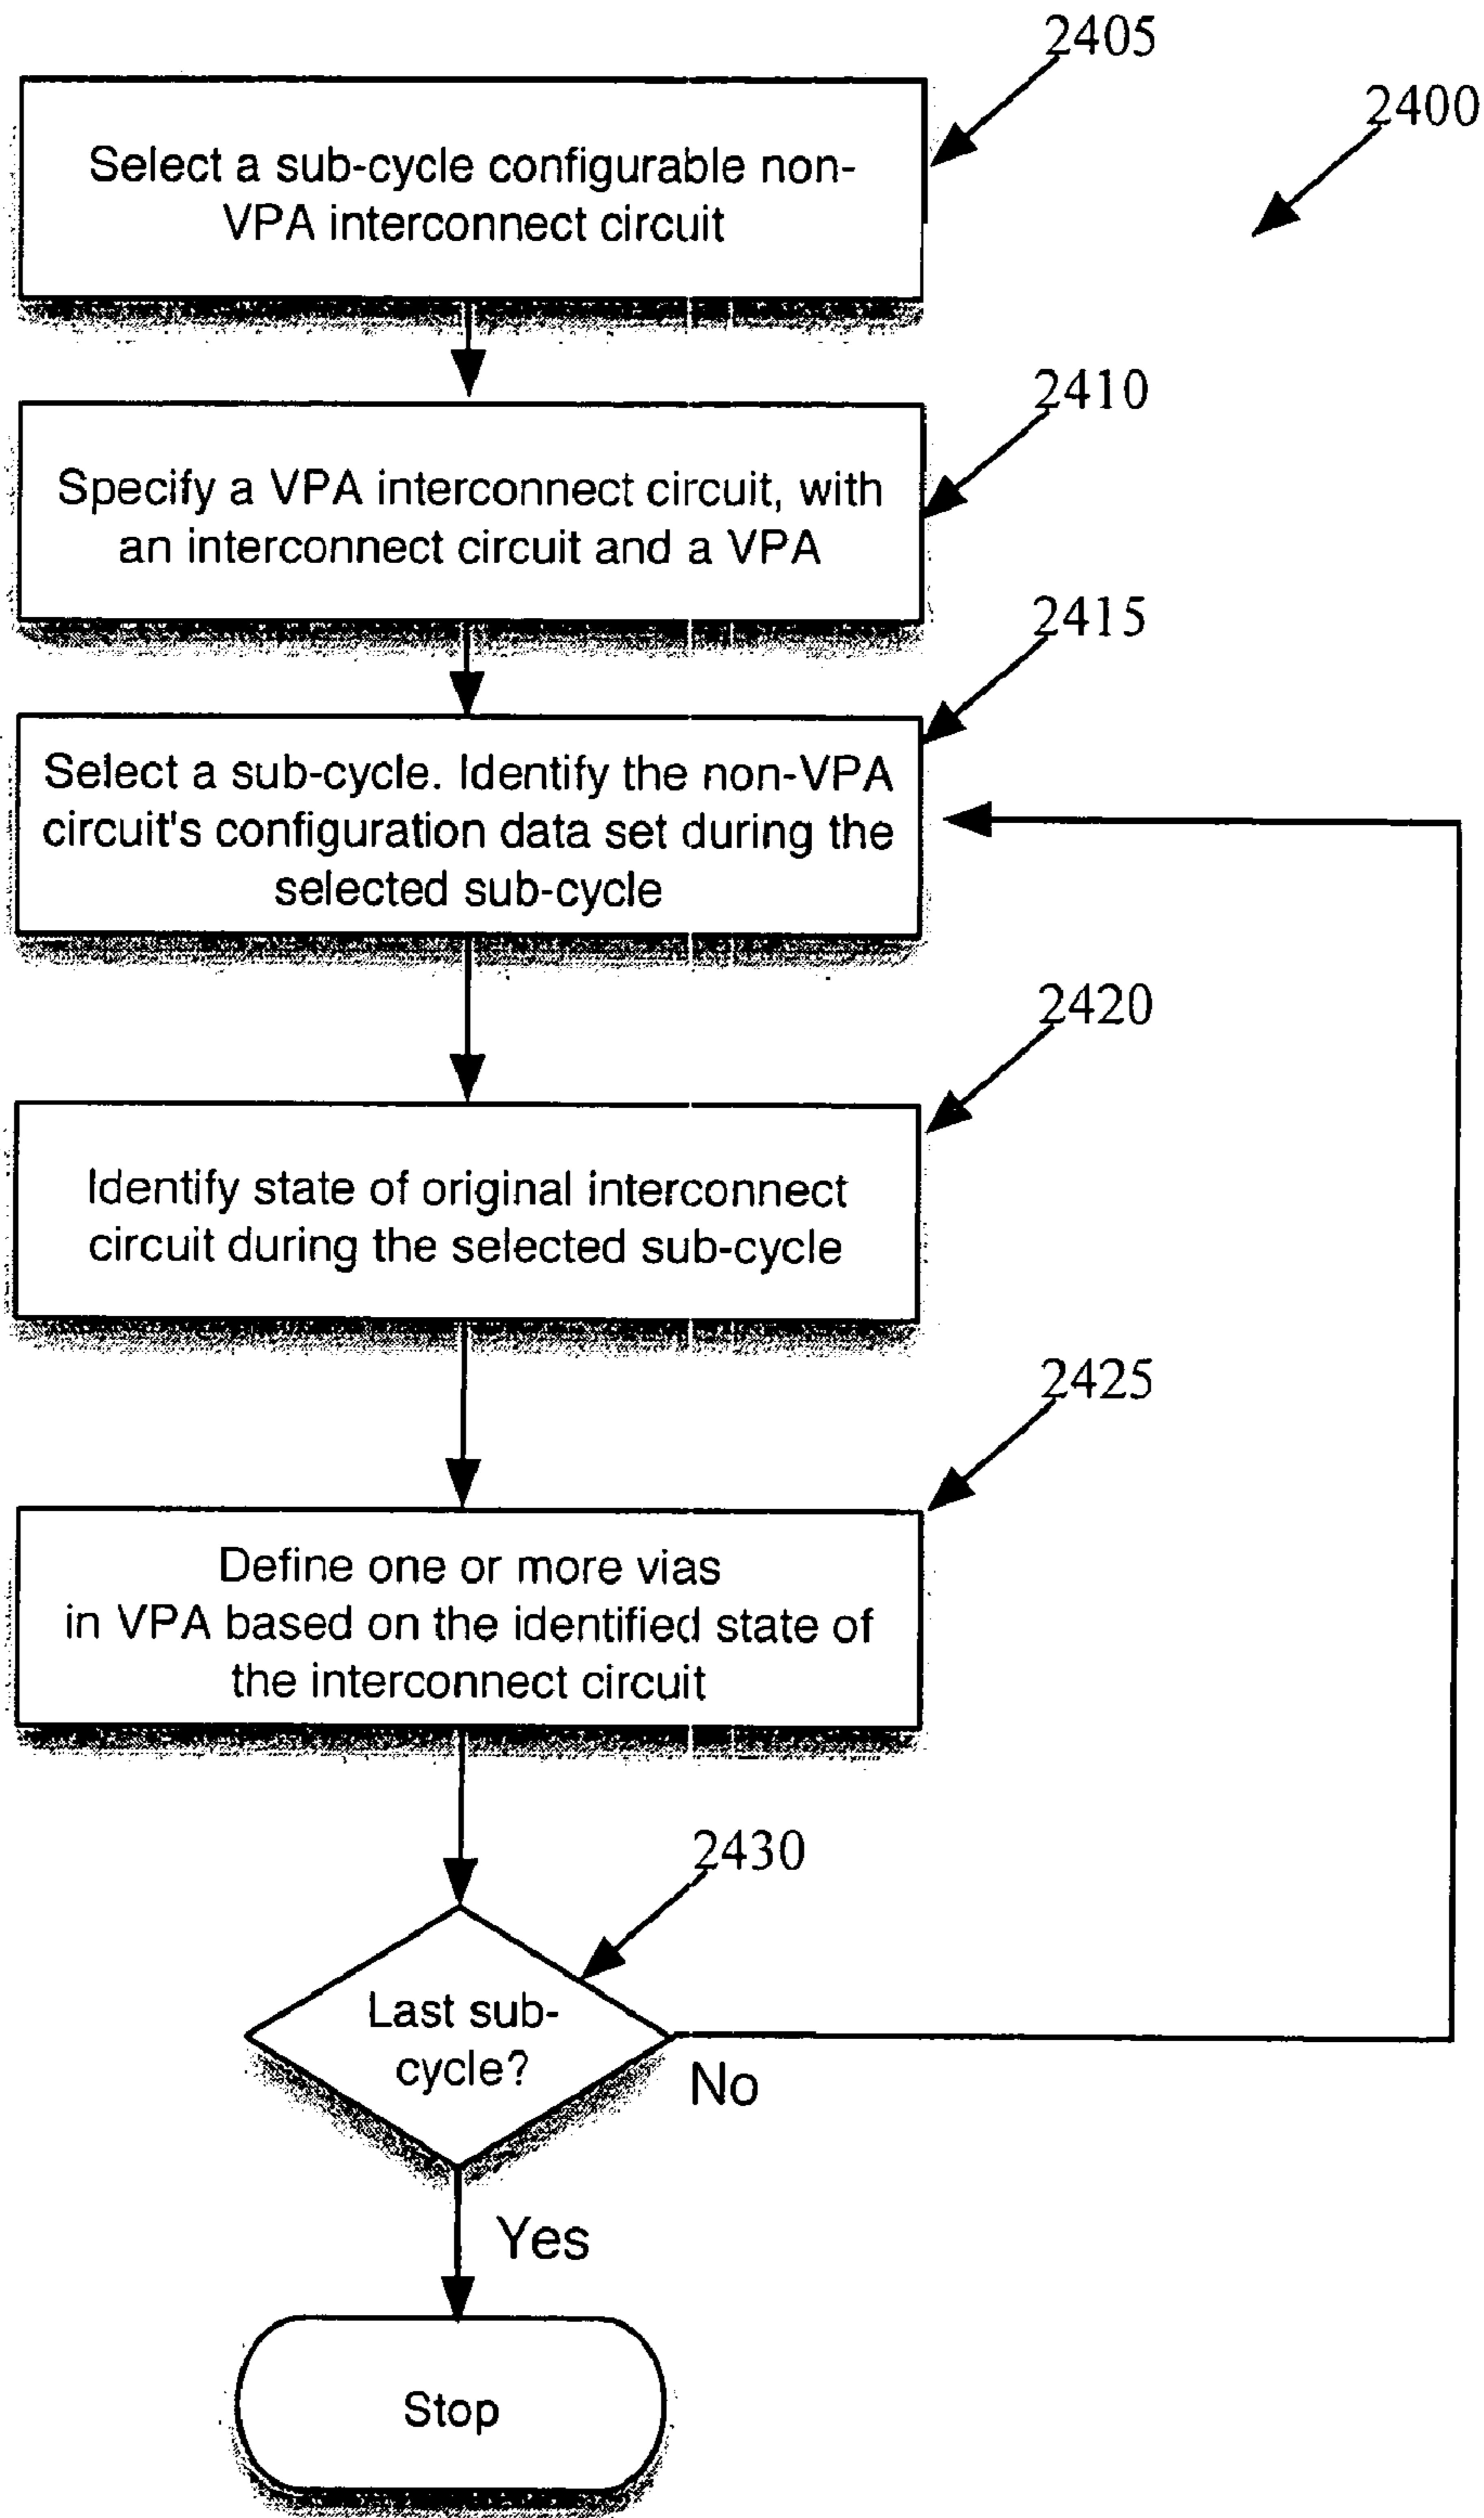 2405
2400
Select a sub-cycle configurable non-
VPA interconnect circuit
2410
Specify a VPA interconnect circuit, with
an interconnect circuit and a VPA
2415
Select a sub-cycle. Identify the non-VPA
circuit's configuration data set during the
selected sub-cycle
2420
Identify state of original interconnect
circuit during the selected sub-cycle
2425
Define one or more vias
in VPA based on the identified state of
the interconnect circuit
2430
Last sub-
cycle?
No
Yes
Stop